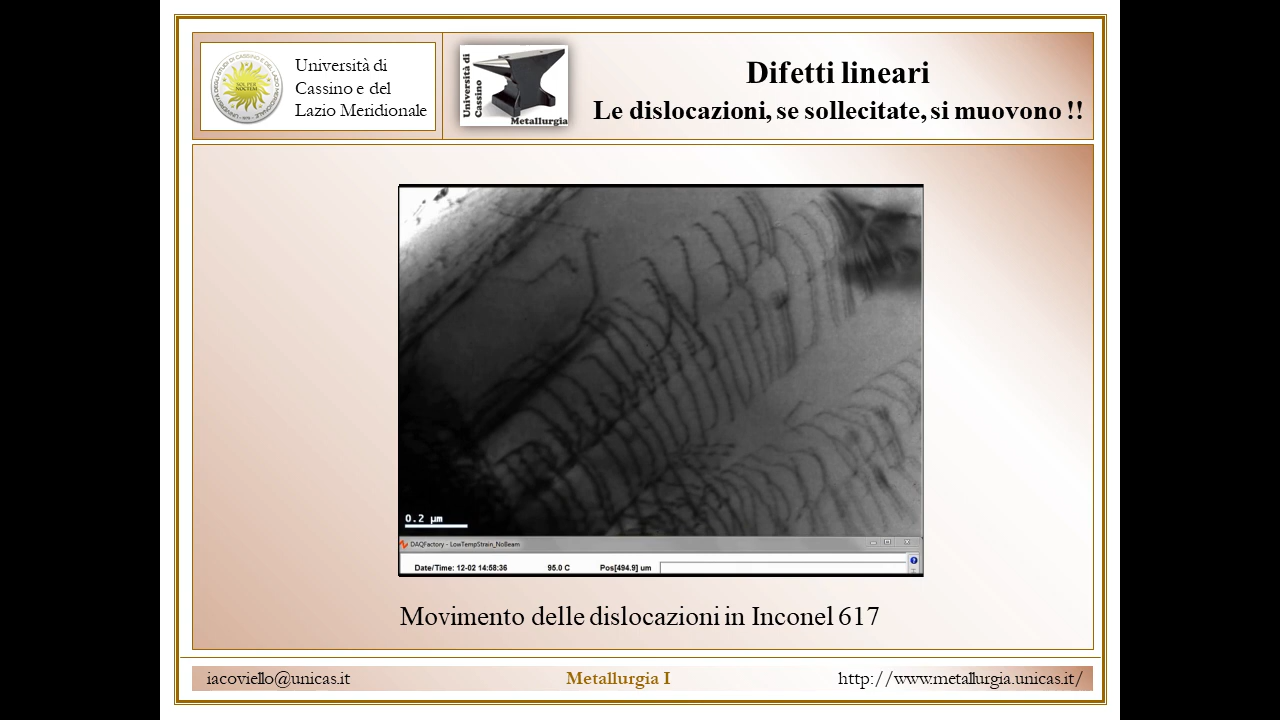 Università di
Cassino e del
Lazio Meridionale
Università di
Cassino
Metallurgia
Difetti lineari
Le dislocazioni, se sollecitate, si muovono !!
0.2 µm
DAQFactory - LowTempStrain_NoBeam
Date/Time: 12-02 14:58:36 95.0 C Pos[494.9] um
Movimento delle dislocazioni in Inconel 617
iacoviello@unicas.it Metallurgia I http://www.metallurgia.unicas.it/